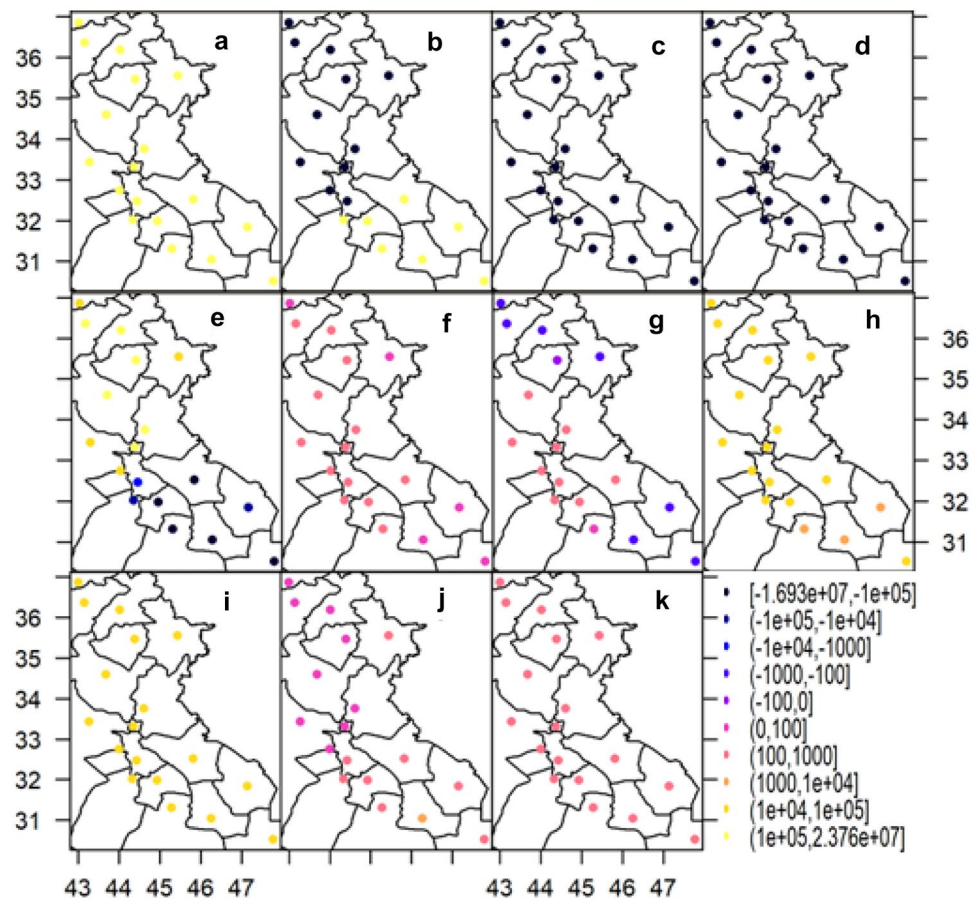 a b c d
36
35
34
33
32
31
e f g h
36
35
34
33
32
31
i j k
36
35
34
33
32
31
[-1.693e+07,-1e+05]
(-1e+05,-1e+04]
(-1e+04,-1000]
(-1000,-100]
(-100,0]
(0,100]
(100,1000]
(1000,1e+04]
(1e+04,1e+05]
(1e+05,2.376e+07]
43 44 45 46 47 43 44 45 46 47